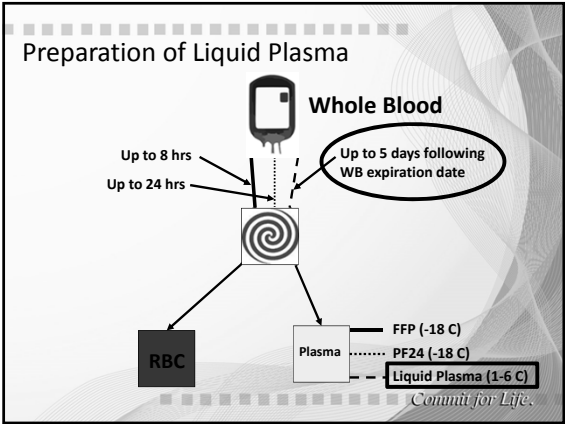 Preparation of Liquid Plasma
Whole Blood
Up to 8 hrs
Up to 24 hrs
Up to 5 days following
WB expiration date
RBC
Plasma
FFP (-18 C)
PF24 (-18 C)
Liquid Plasma (1-6 C)
Commit for Life.